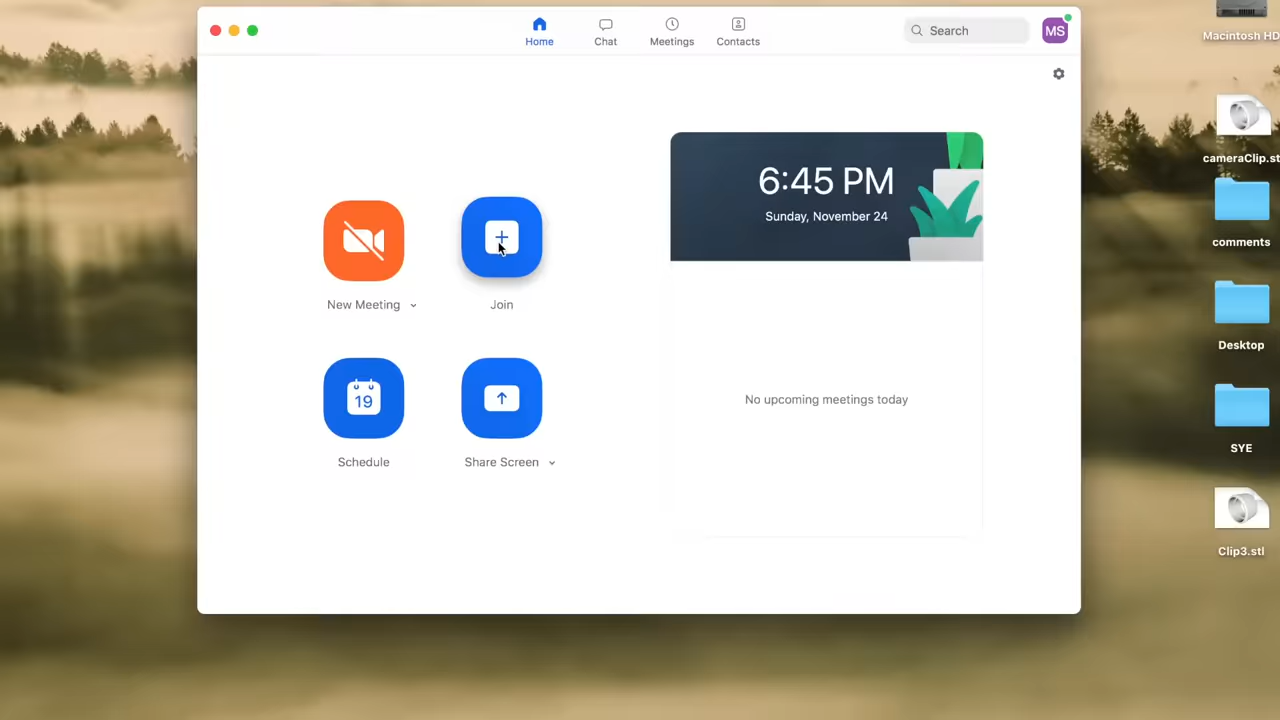 Home
Chat
Meetings
Contacts
Search
MS
6:45 PM
Sunday, November 24
New Meeting
Join
19
Schedule
Share Screen
No upcoming meetings today
Macintosh HD
cameraClip.st
comments
Desktop
SYE
Clip3.stl